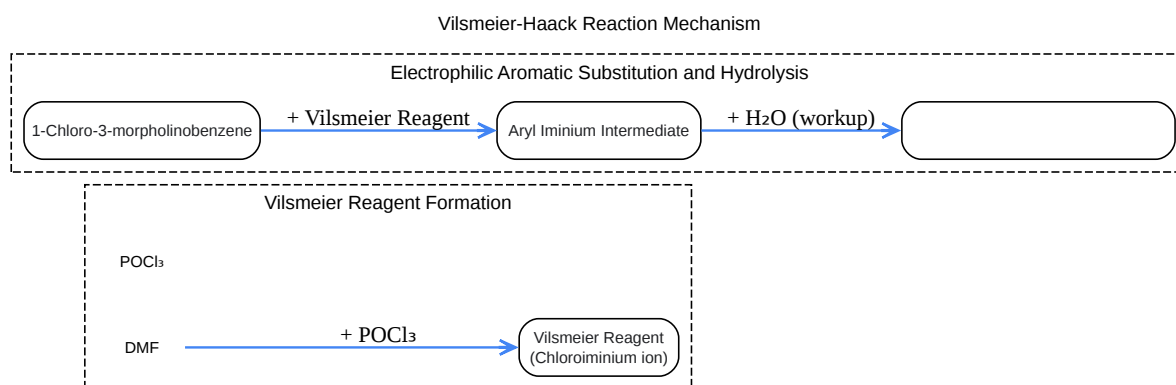 Vilsmeier-Haack Reaction Mechanism
Electrophilic Aromatic Substitution and Hydrolysis
1-Chloro-3-morpholinobenzene
+ Vilsmeier Reagent
Aryl Iminium Intermediate
+ H₂O (workup)
Vilsmeier Reagent Formation
POCl₃
DMF
+ POCl₃
Vilsmeier Reagent
(Chloroiminium ion)